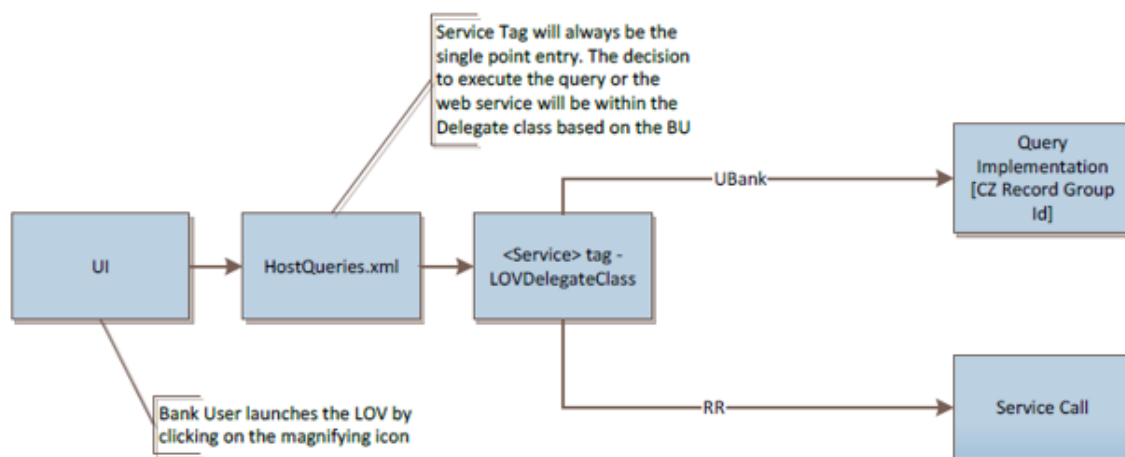 Service Tag will always be the
single point entry. The decision
to execute the query or the
web service will be within the
Delegate class based on the BU
Query
Implementation
[CZ Record Group
Id]
UBank
UI
HostQueries.xml
<Service> tag -
LOVDelegateClass
RR
Service Call
Bank User launches the LOV by
clicking on the magnifying icon